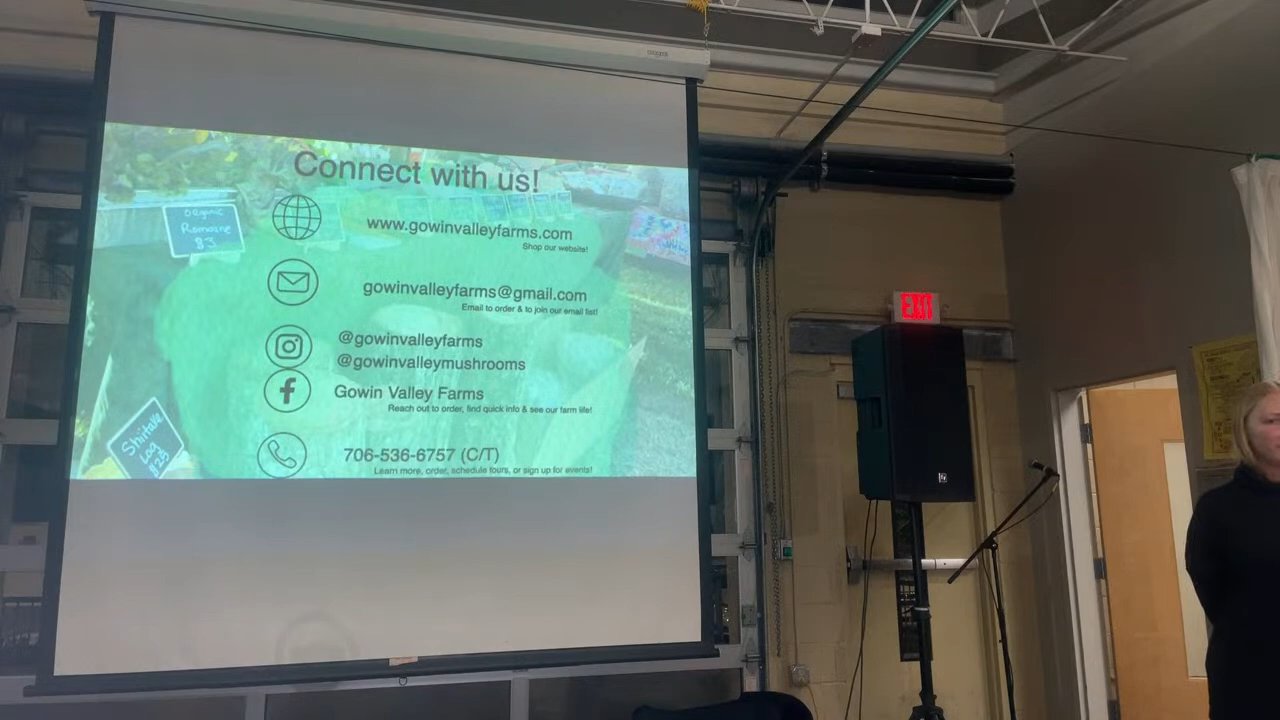 Connect with us!
www.gowinvalleyfarms.com
Shop our website!
gowinvalleyfarms@gmail.com
Email to order & to join our email list!
@gowinvalleyfarms
@gowinvalleymushrooms
Gowin Valley Farms
Reach out to order, find quick info & see our farm life!
706-536-6757 (C/T)
Learn more, order, schedule tours, or sign up for events!
Organic
Romaine
$3
Shiitake
Log
$25
EXIT